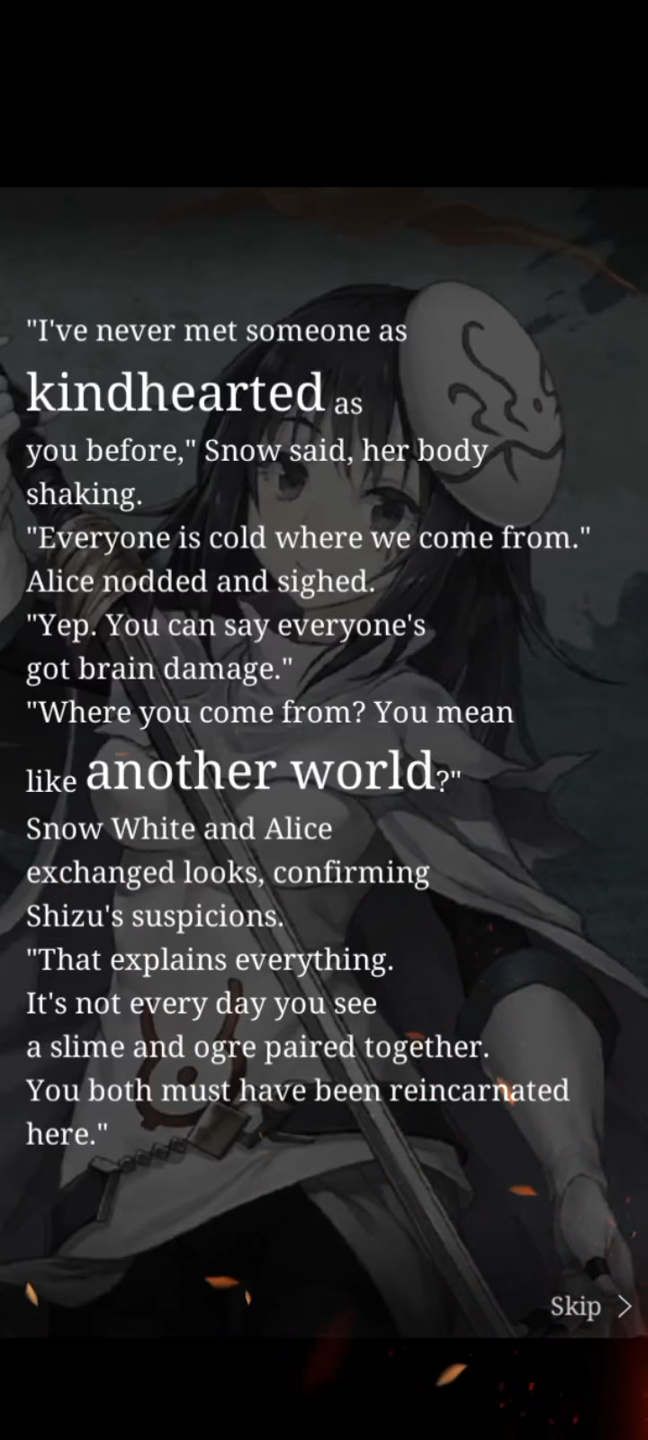 "I've never met someone as
kindhearted as
you before," Snow said, her body
shaking.
"Everyone is cold where we come from."
Alice nodded and sighed.
"Yep. You can say everyone's
got brain damage."
"Where you come from? You mean
like another world?"
Snow White and Alice
exchanged looks, confirming
Shizu's suspicions.
"That explains everything.
It's not every day you see
a slime and ogre paired together.
You both must have been reincarnated
here."
Skip